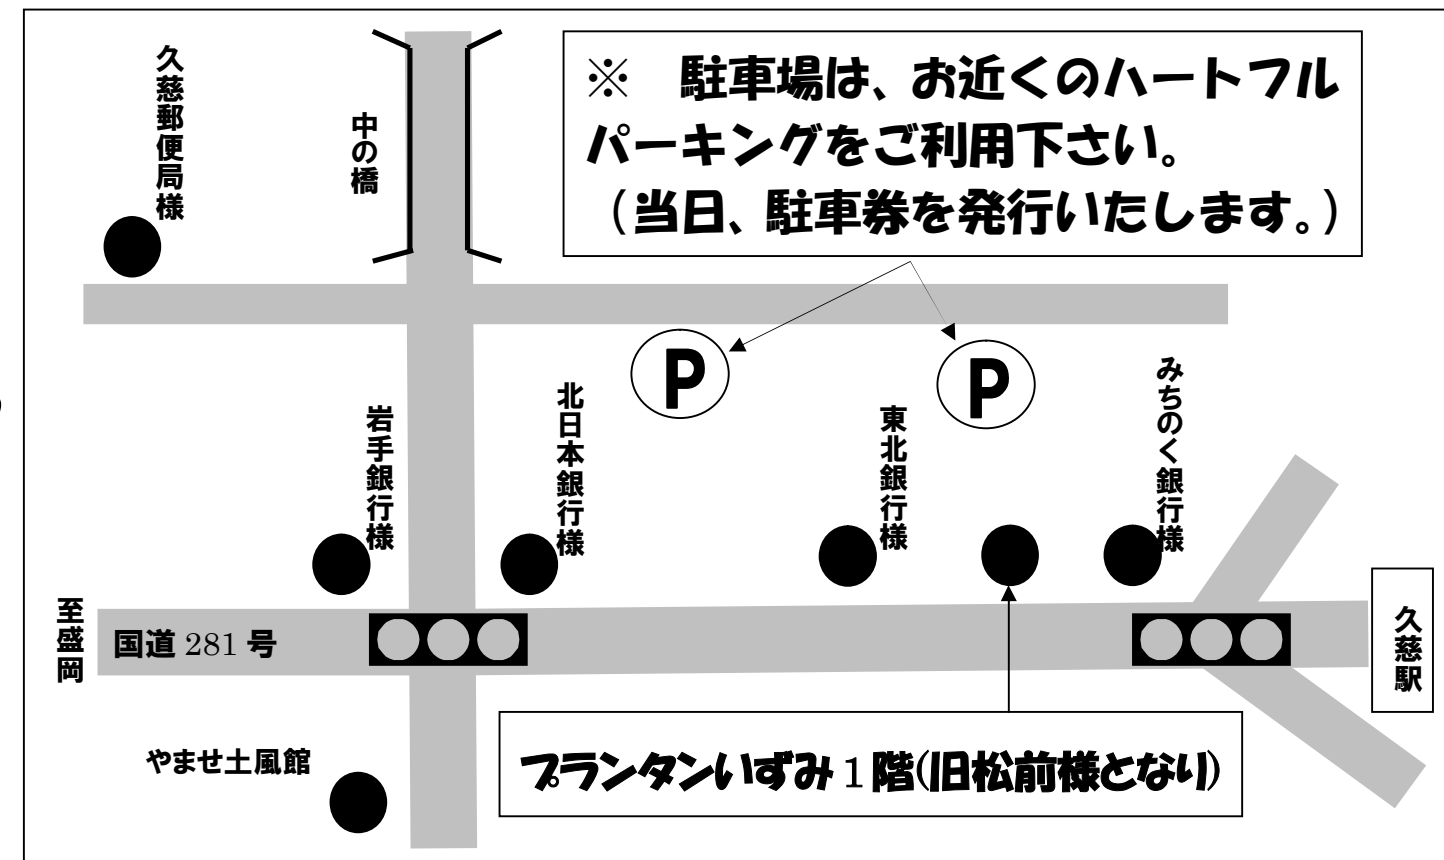 久慈郵便局様
中の橋
※ 駐車場は、お近くのハートフル
パーキングをご利用下さい。
（当日、駐車券を発行いたします。）
P
P
岩手銀行様
北日本銀行様
東北銀行様
みちのく銀行様
至盛岡
国道 281 号
久慈駅
やませ土風館
プランタンいずみ 1 階(旧松前様となり)